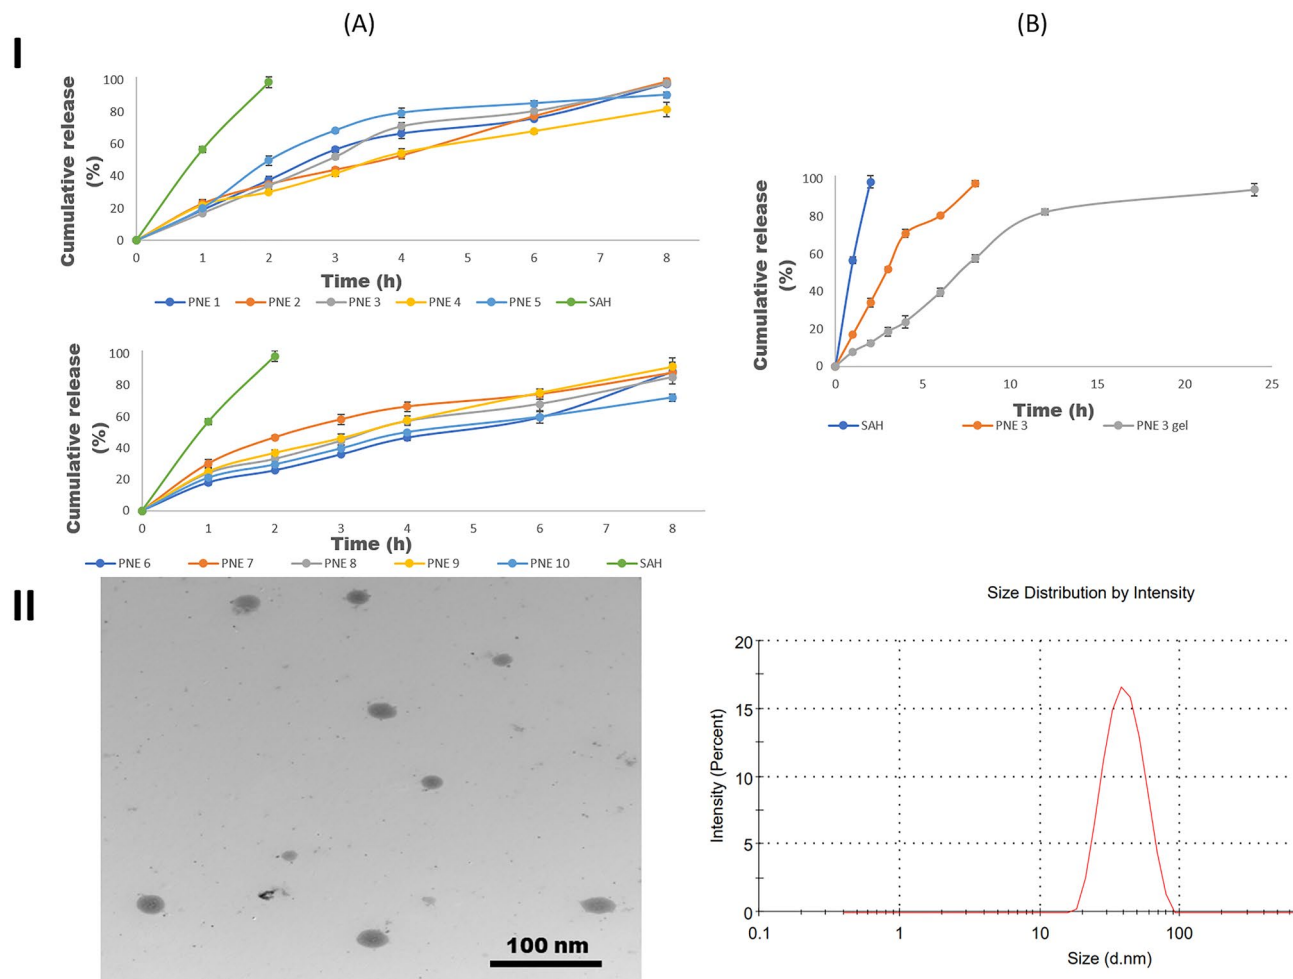 (A)
(B)
I
Cumulative release
(%)
100
80
60
40
20
0
0 1 2 3 4 5 6 7 8
Time (h)
PNE 1 PNE 2 PNE 3 PNE 4 PNE 5 SAH
Cumulative release
(%)
100
80
60
40
20
0
0 1 2 3 4 5 6 7 8
Time (h)
PNE 6 PNE 7 PNE 8 PNE 9 PNE 10 SAH
Cumulative release
(%)
100
80
60
40
20
0
0 5 10 15 20 25
Time (h)
SAH PNE 3 PNE 3 gel
II
100 nm
Size Distribution by Intensity
Intensity (Percent)
20
15
10
5
0
0.1 1 10 100
Size (d.nm)